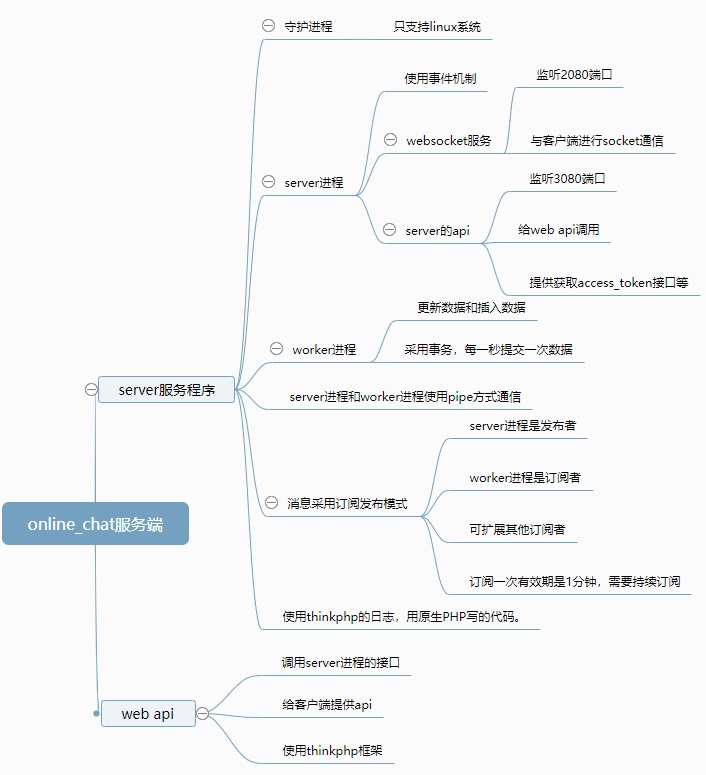 守护进程
只支持linux系统
使用事件机制
监听2080端口
websocket服务
与客户端进行socket通信
server进程
监听3080端口
server的api
给web api调用
提供获取access_token接口等
更新数据和插入数据
worker进程
采用事务，每一秒提交一次数据
server服务程序
server进程和worker进程使用pipe方式通信
server进程是发布者
worker进程是订阅者
消息采用订阅发布模式
可扩展其他订阅者
订阅一次有效期是1分钟，需要持续订阅
online_chat服务端
使用thinkphp的日志，用原生PHP写的代码。
调用server进程的接口
web api
给客户端提供api
使用thinkphp框架